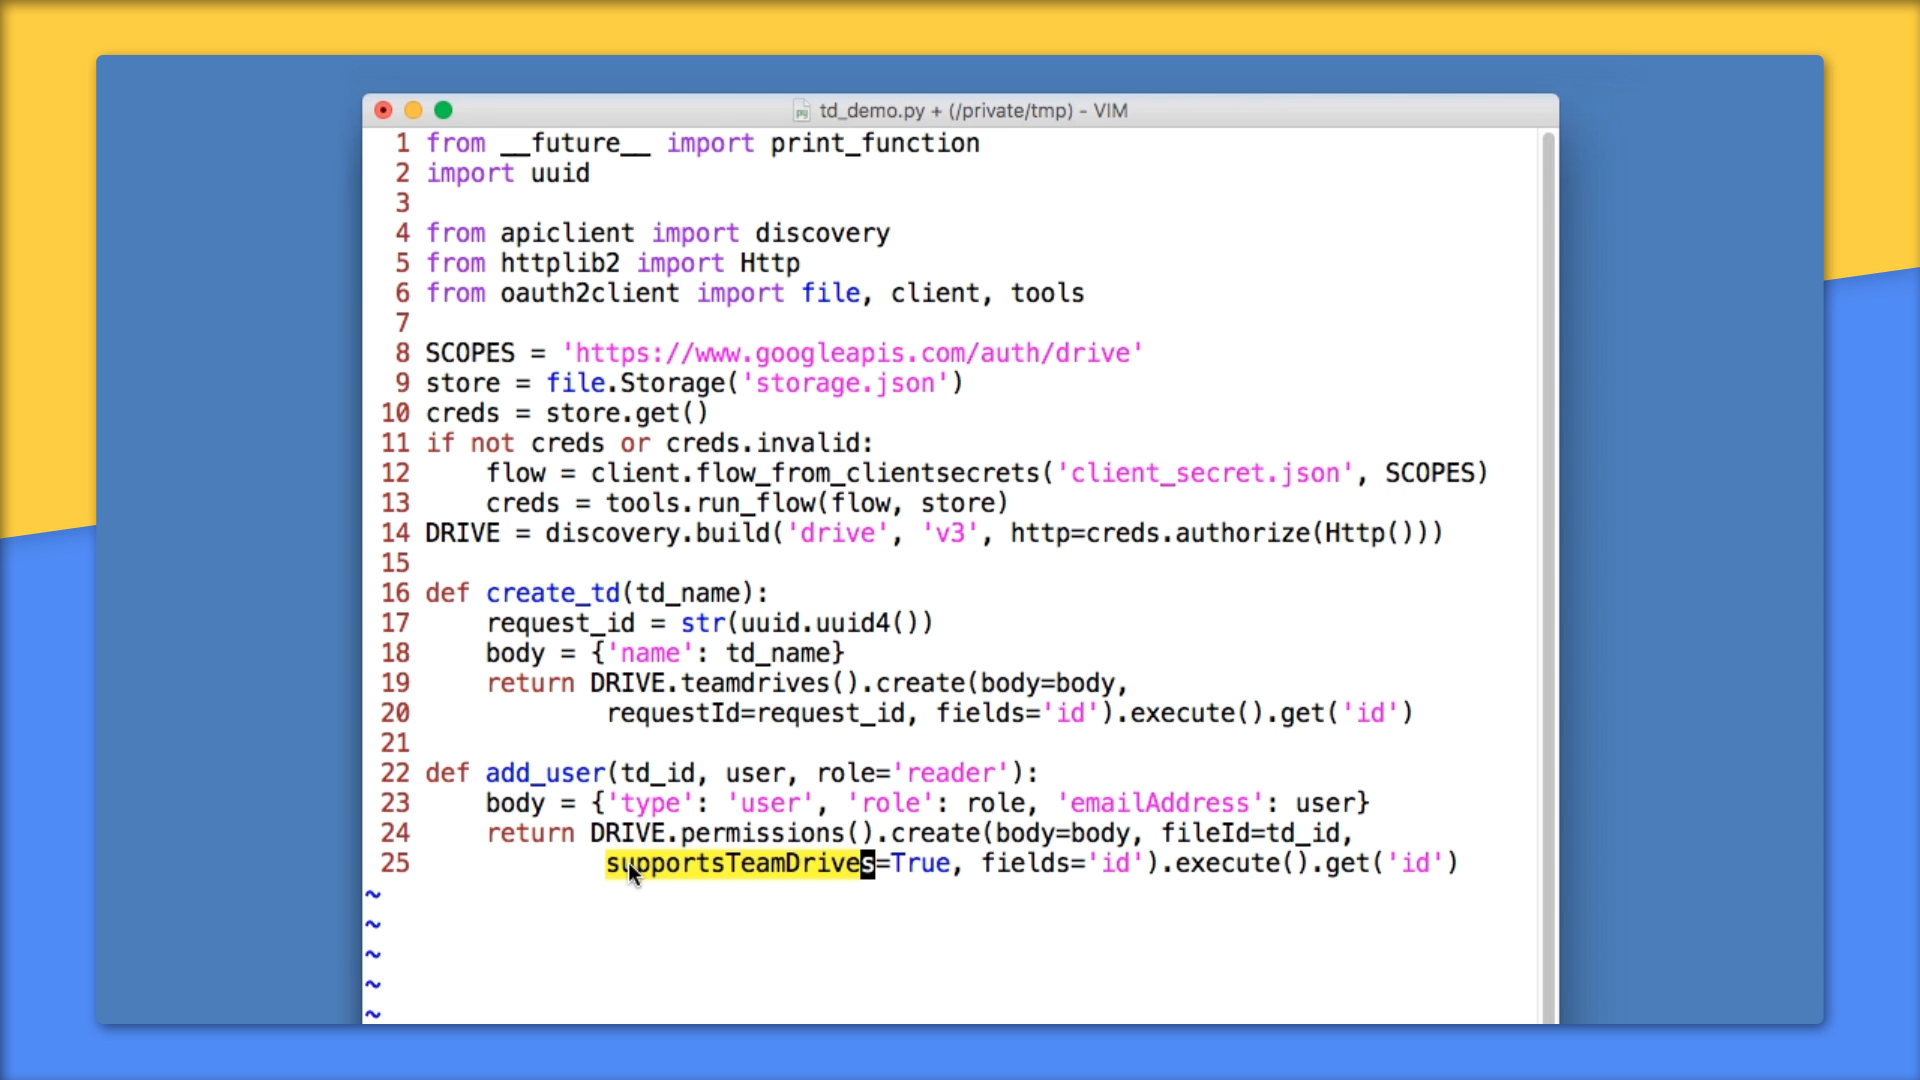 td_demo.py + (/private/tmp) - VIM
1 from __future__ import print_function
2 import uuid
3
4 from apiclient import discovery
5 from httplib2 import Http
6 from oauth2client import file, client, tools
7
8 SCOPES = 'https://www.googleapis.com/auth/drive'
9 store = file.Storage('storage.json')
10 creds = store.get()
11 if not creds or creds.invalid:
12     flow = client.flow_from_clientsecrets('client_secret.json', SCOPES)
13     creds = tools.run_flow(flow, store)
14 DRIVE = discovery.build('drive', 'v3', http=creds.authorize(Http()))
15
16 def create_td(td_name):
17     request_id = str(uuid.uuid4())
18     body = {'name': td_name}
19     return DRIVE.teamdrives().create(body=body,
20             requestId=request_id, fields='id').execute().get('id')
21
22 def add_user(td_id, user, role='reader'):
23     body = {'type': 'user', 'role': role, 'emailAddress': user}
24     return DRIVE.permissions().create(body=body, fileId=td_id,
25             supportsTeamDrives=True, fields='id').execute().get('id')
~
~
~
~
~